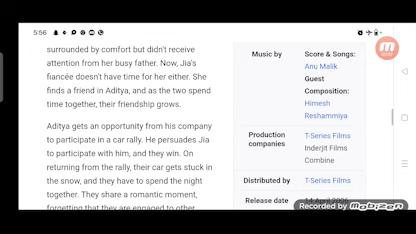 5:56
surrounded by comfort but didn't receive
attention from her busy father. Now, Jia's
fiancée doesn't have time for her either. She
finds a friend in Aditya, and as the two spend
time together, their friendship grows.
Aditya gets an opportunity from his company
to participate in a car rally. He persuades Jia
to participate with him, and they win. On
returning from the rally, their car gets stuck in
the snow, and they have to spend the night
together. They share a romantic moment,
forgetting that they are engaged to other
Music by
Score & Songs:
Anu Malik
Guest
Composition:
Himesh
Reshammiya
Production
companies
T-Series Films
Inderjit Films
Combine
Distributed by
T-Series Films
Release date
14 April 2006
Recorded by
Mobizen